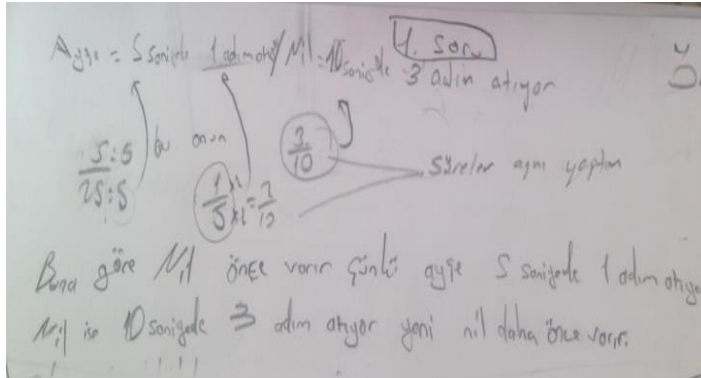 4. soru
Ayşe = 5 saniyede 1 adım atıyor / Nil = 10 saniyede 3 adım atıyor
5:5
25:5
bu onun
1/5 x2 x2 = 2/10
3/10
Süreler aynı yaptım
Buna göre Nil önce varır çünkü ayşe 5 saniyede 1 adım atıyor
Nil ise 10 saniyede 3 adım atıyor yani nil daha önce varır.